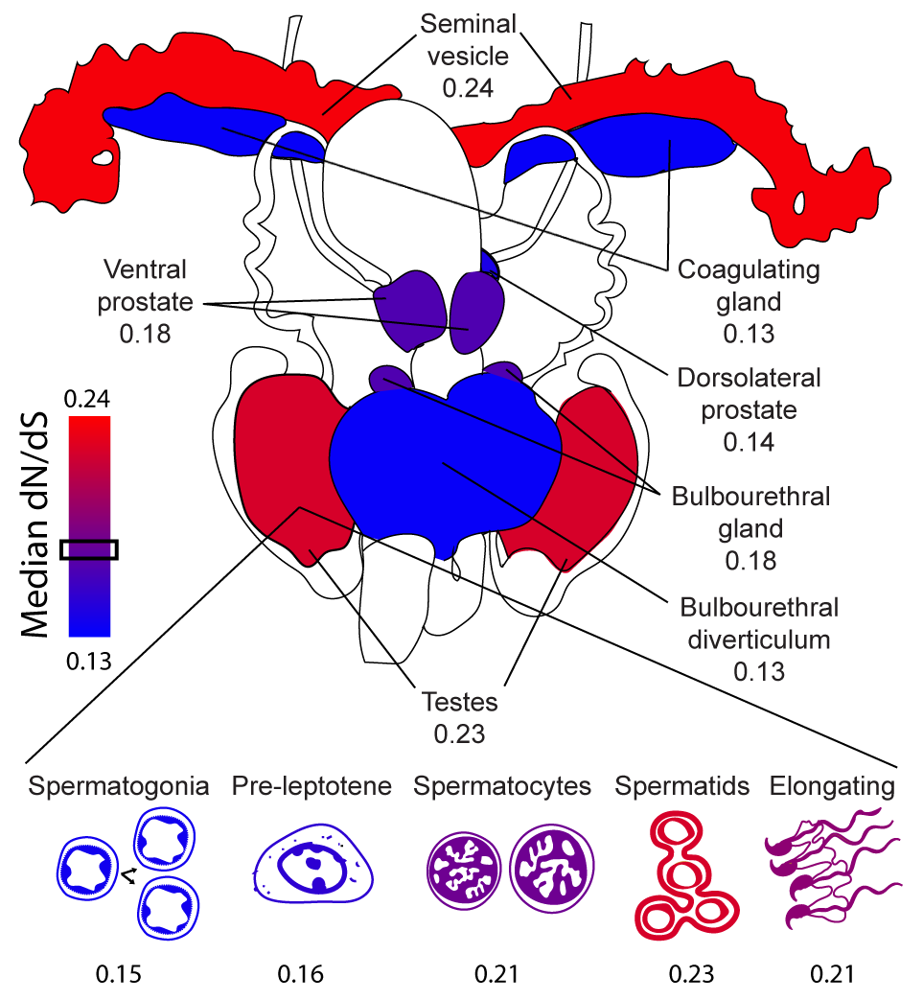 Seminal
vesicle
0.24
Ventral
prostate
0.18
Coagulating
gland
0.13
Dorsolateral
prostate
0.14
Bulbourethral
gland
0.18
Bulbourethral
diverticulum
0.13
0.24
Median dN/dS
0.13
Testes
0.23
Spermatogonia Pre-leptotene Spermatocytes Spermatids Elongating
0.15 0.16 0.21 0.23 0.21